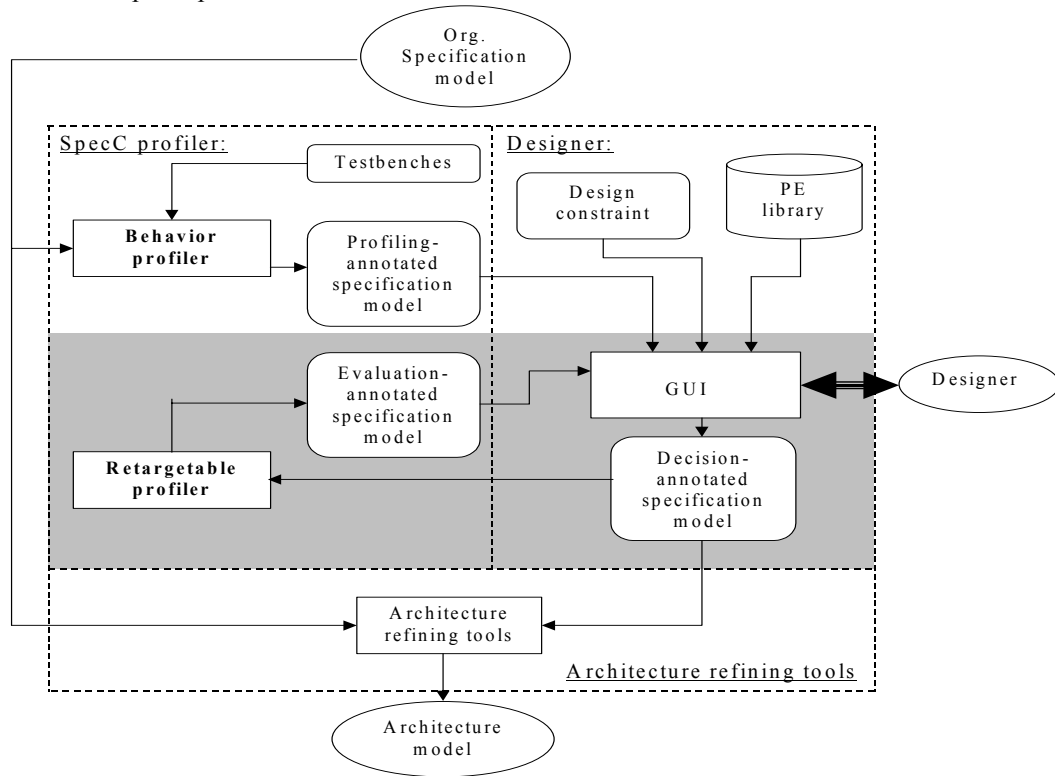 Org.
Specification
model
SpecC profiler:
Designer:
Testbenches
Design
constraint
PE
library
Behavior
profiler
Profiling-
annotated
specification
model
Evaluation-
annotated
specification
model
GUI
Designer
Retargetable
profiler
Decision-
annotated
specification
model
Architecture
refining tools
Architecture refining tools
Architecture
model